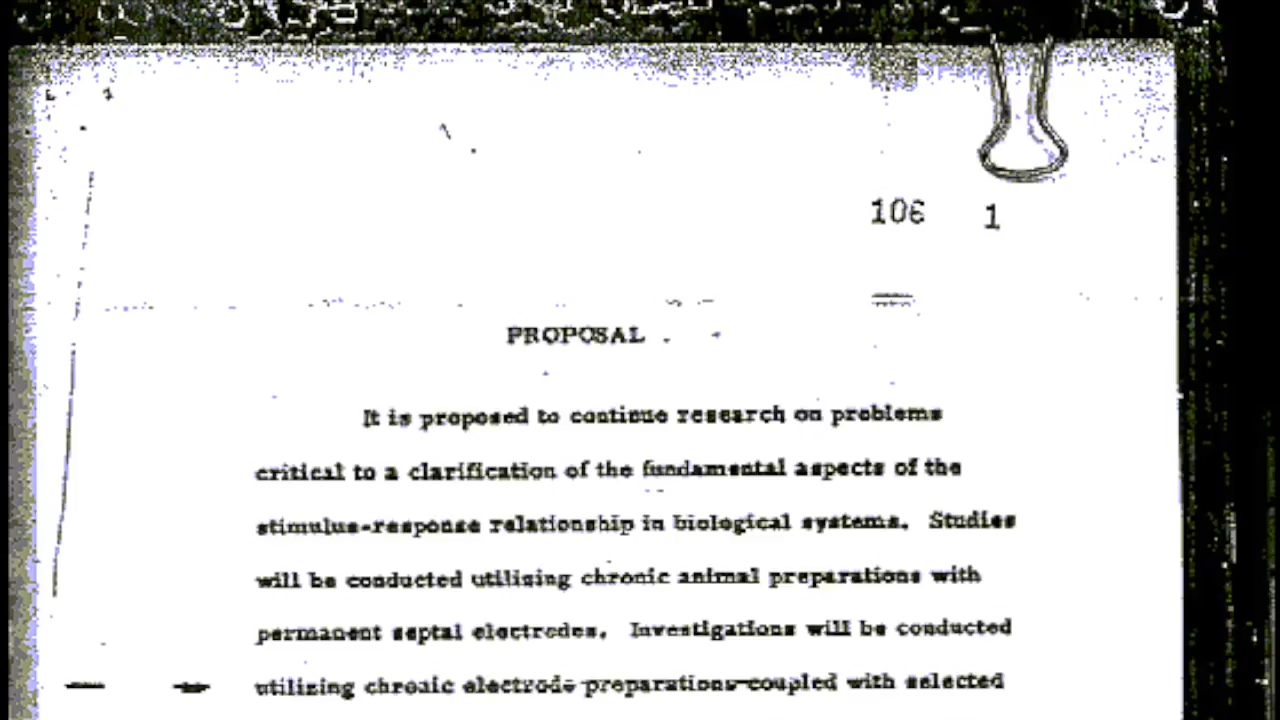 106 1
PROPOSAL
It is proposed to continue research on problems
critical to a clarification of the fundamental aspects of the
stimulus-response relationship in biological systems. Studies
will be conducted utilizing chronic animal preparations with
permanent septal electrodes. Investigations will be conducted
utilizing chronic electrode preparations coupled with selected